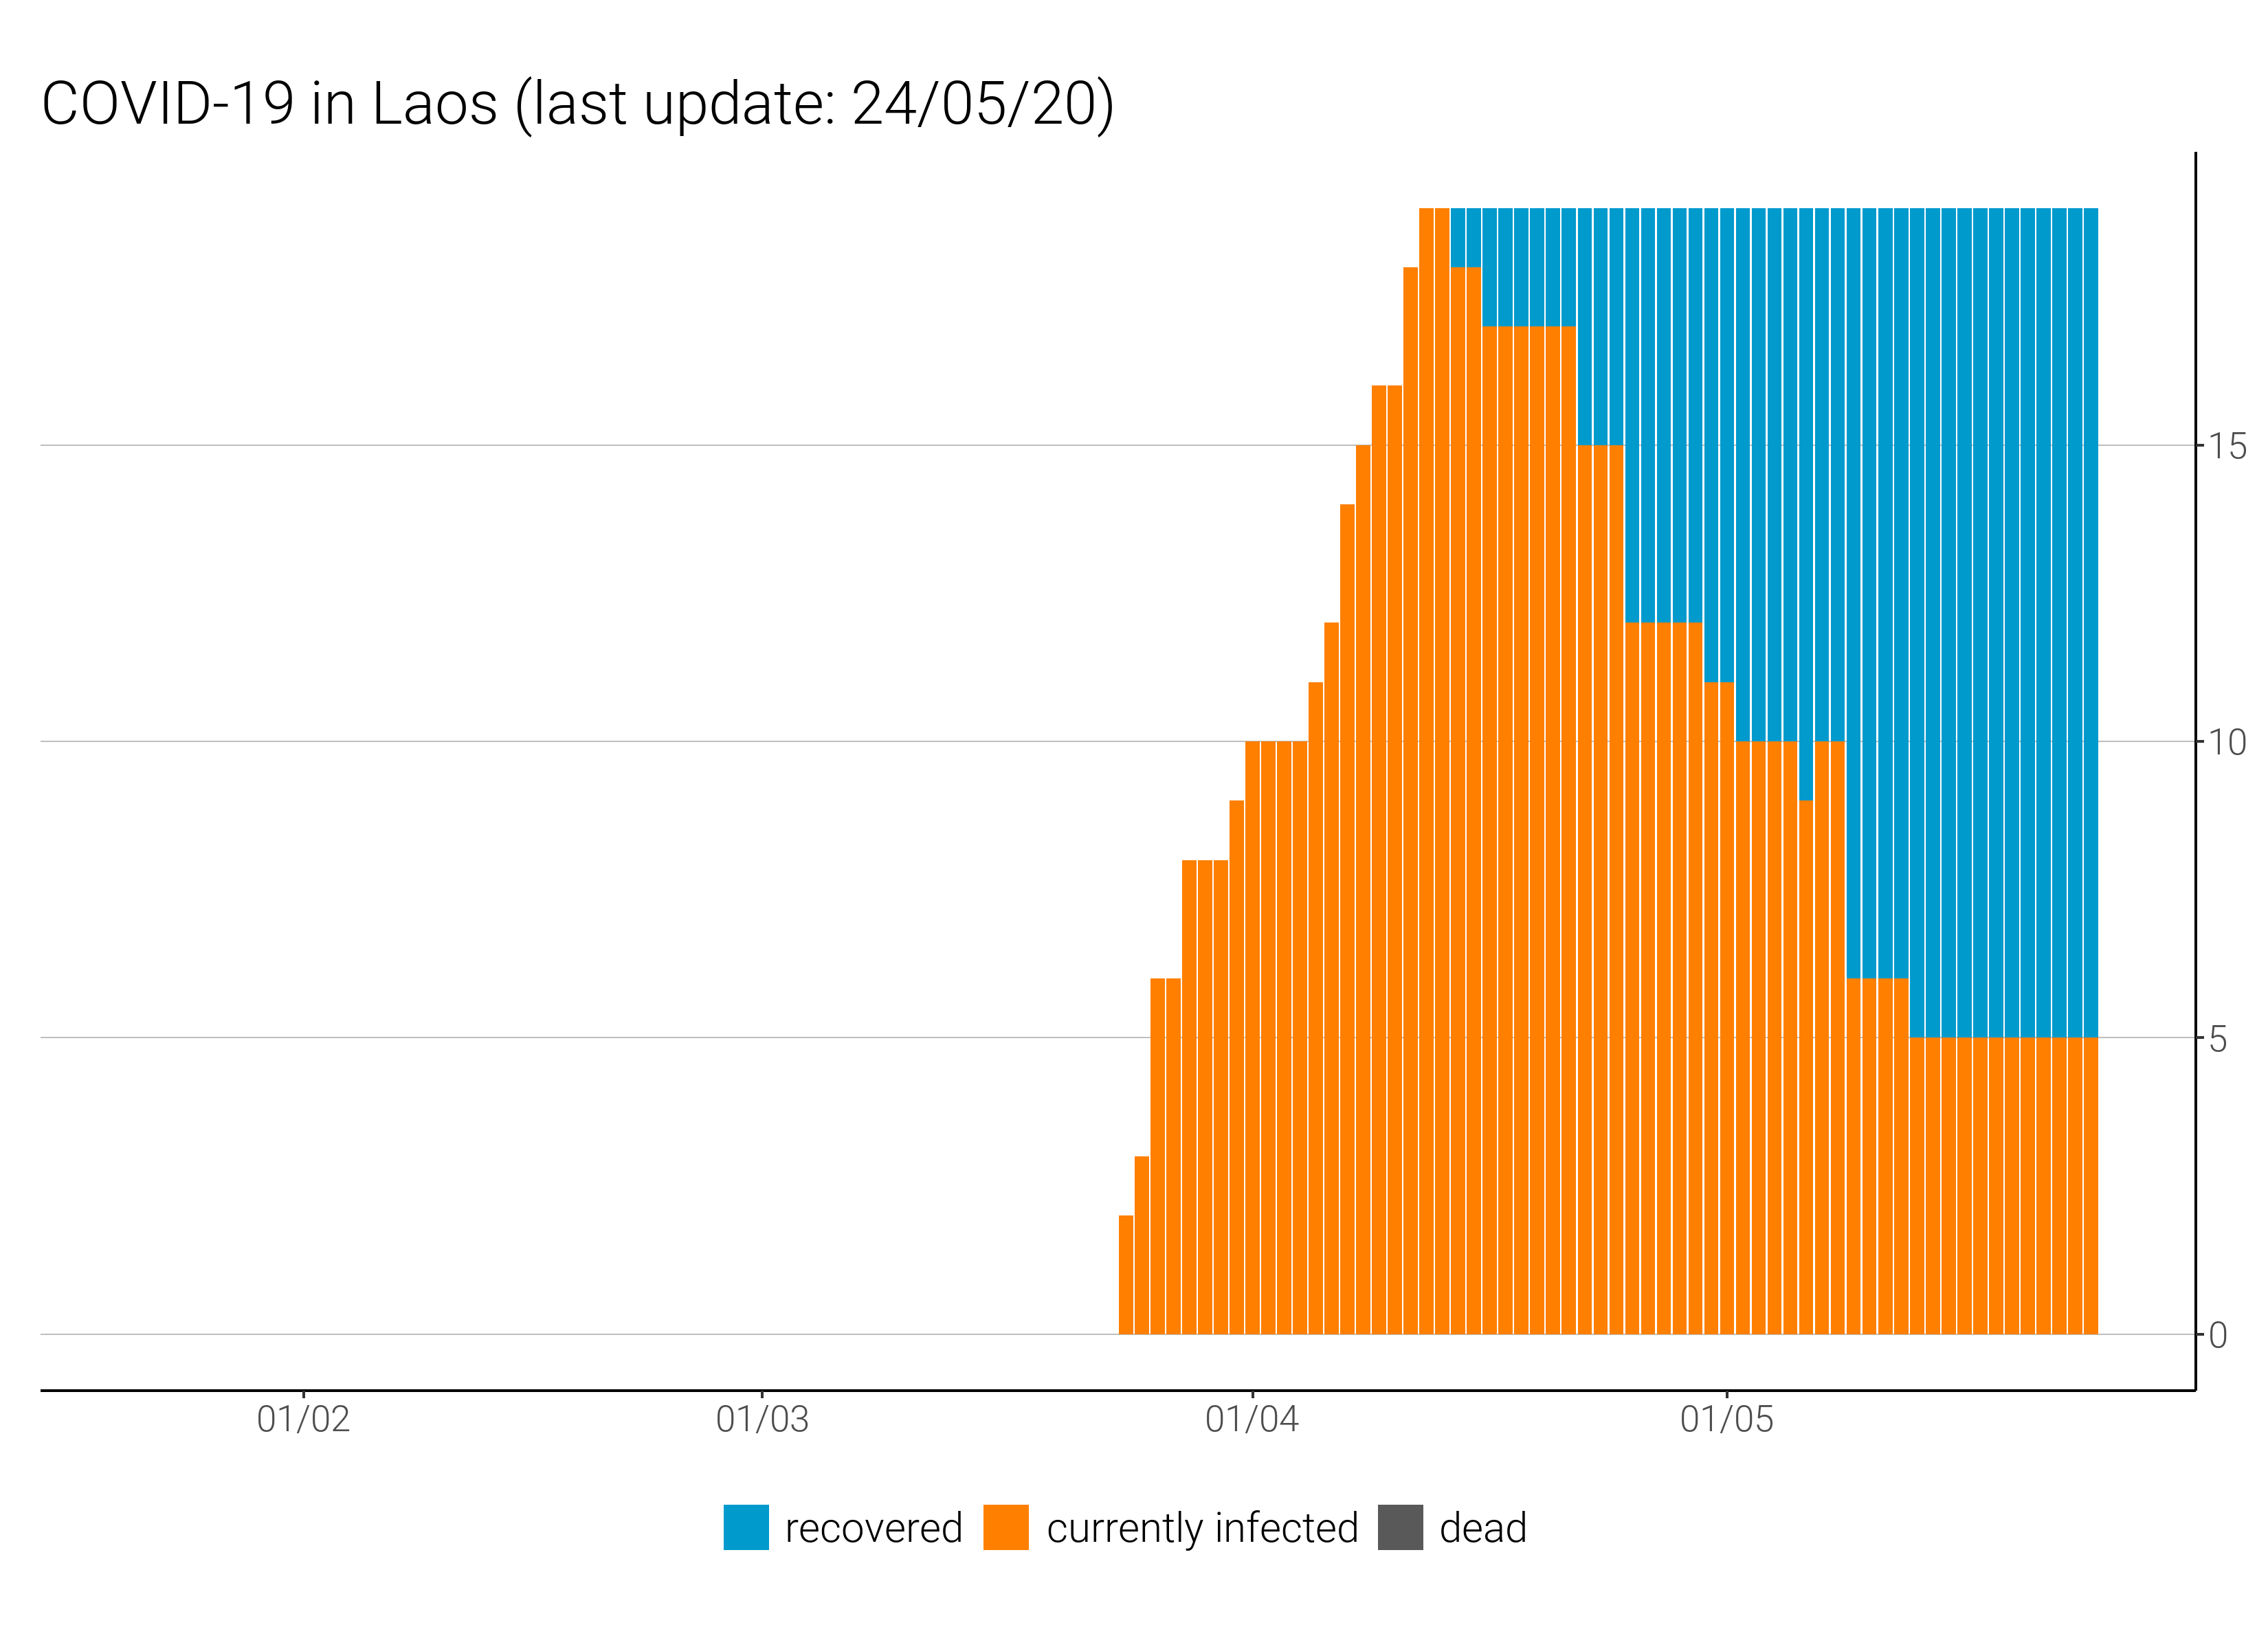 COVID-19 in Laos (last update: 24/05/20)
15
10
5
0
01/02 01/03 01/04 01/05
recovered currently infected dead